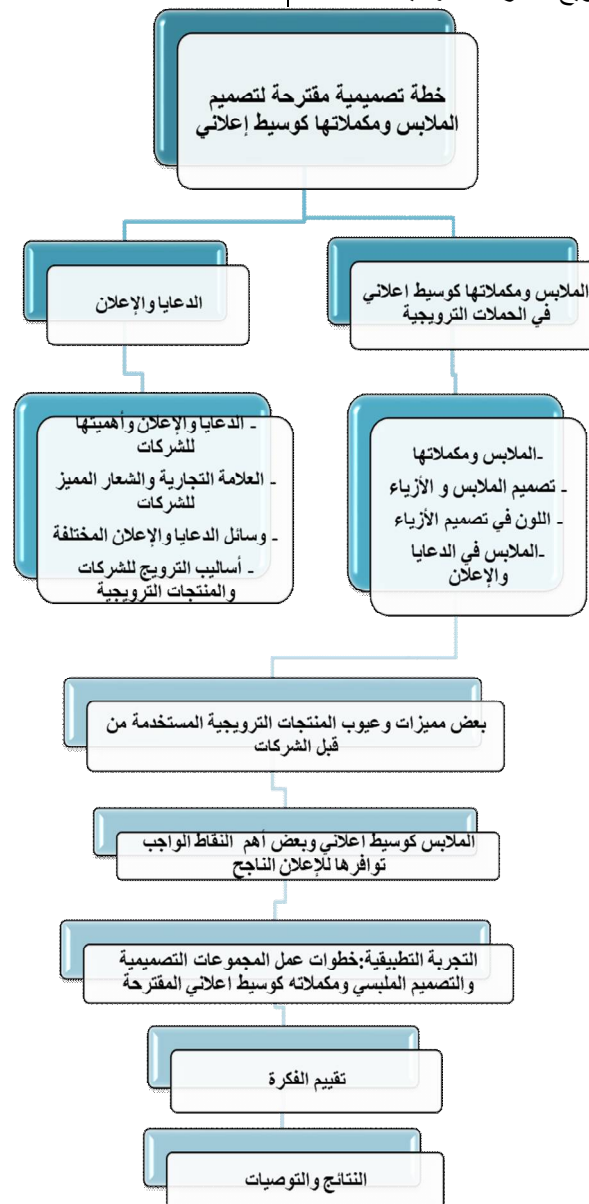 خطة تصميمية مقترحة لتصميم
الملابس ومكملاتها كوسيط إعلاني
الملابس ومكملاتها كوسيط اعلاني
في الحملات الترويجية
الدعايا والإعلان
-الملابس ومكملاتها
- تصميم الملابس و الأزياء
- اللون في تصميم الأزياء
-الملابس في الدعايا
والإعلان
- الدعايا والإعلان وأهميتها
للشركات
- العلامة التجارية والشعار المميز
للشركات
- وسائل الدعايا والإعلان المختلفة
- أساليب الترويج للشركات
والمنتجات الترويجية
بعض مميزات وعيوب المنتجات الترويجية المستخدمة من
قبل الشركات
الملابس كوسيط اعلاني وبعض أهم النقاط الواجب
توافرها للإعلان الناجح
التجربة التطبيقية:خطوات عمل المجموعات التصميمية
والتصميم الملبسي ومكملاته كوسيط اعلاني المقترحة
تقييم الفكرة
النتائج والتوصيات